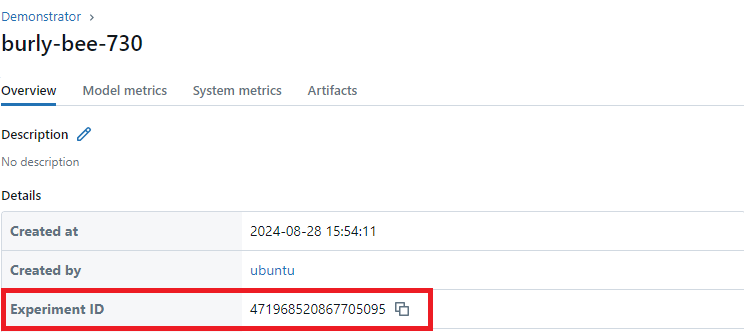 Demonstrator ›
burly-bee-730
Overview Model metrics System metrics Artifacts
Description
No description
Details
Created at 2024-08-28 15:54:11
Created by ubuntu
Experiment ID 471968520867705095